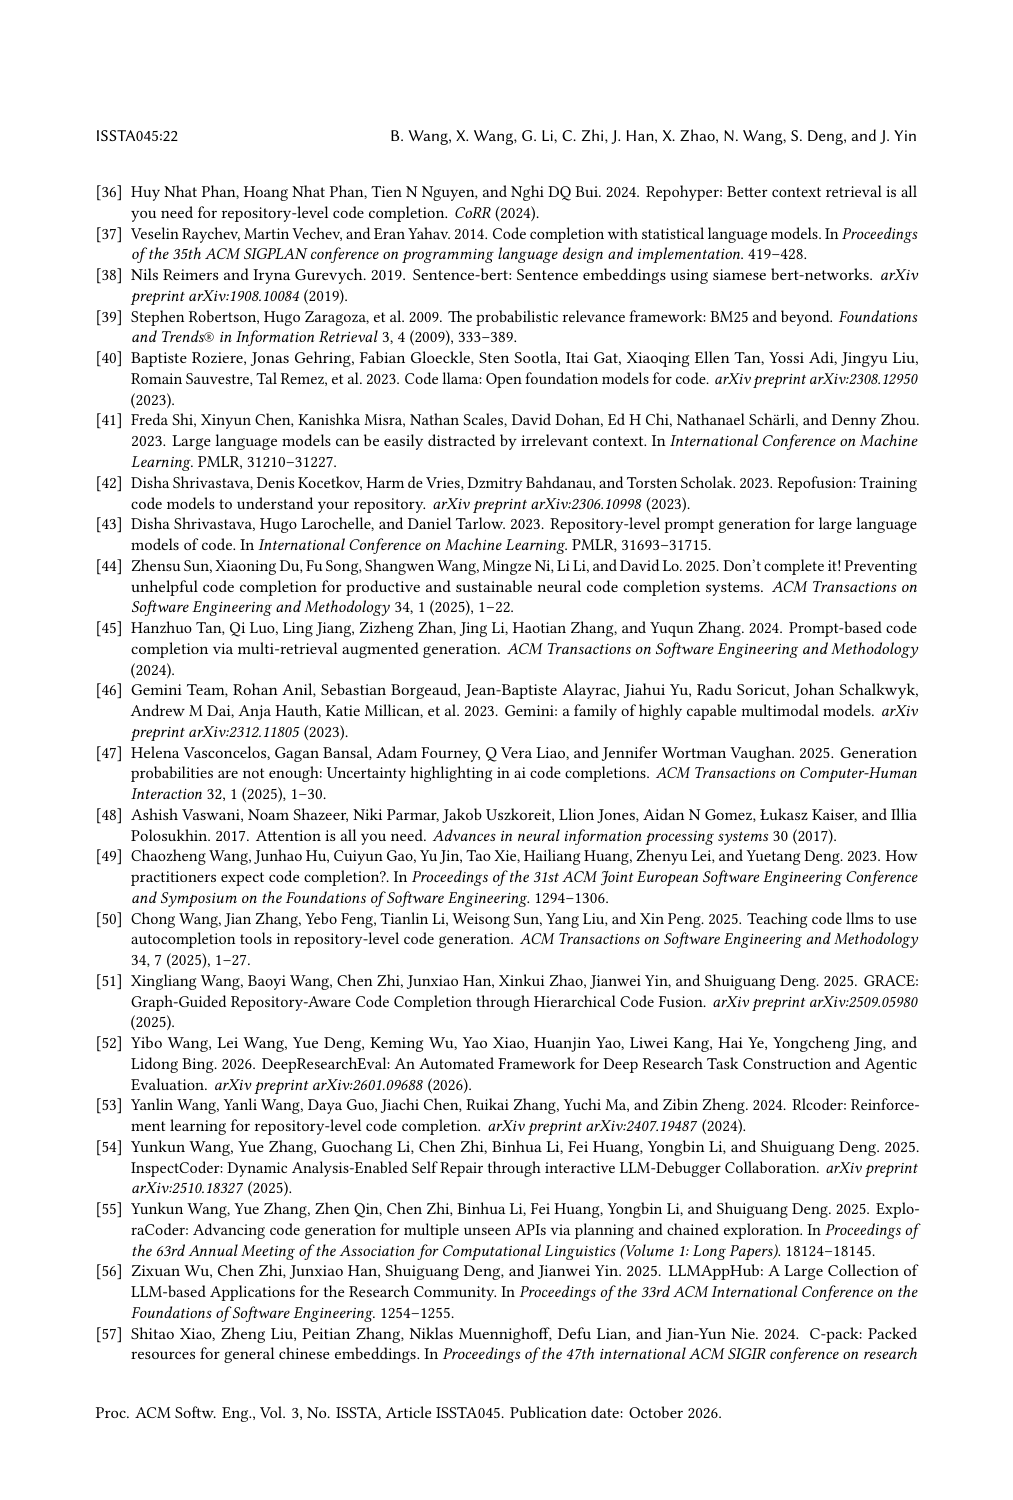 ISSTA045:22 B. Wang, X. Wang, G. Li, C. Zhi, J. Han, X. Zhao, N. Wang, S. Deng, and J. Yin
[36] Huy Nhat Phan, Hoang Nhat Phan, Tien N Nguyen, and Nghi DQ Bui. 2024. Repohyper: Better context retrieval is all
you need for repository-level code completion. CoRR (2024).
[37] Veselin Raychev, Martin Vechev, and Eran Yahav. 2014. Code completion with statistical language models. In Proceedings
of the 35th ACM SIGPLAN conference on programming language design and implementation. 419–428.
[38] Nils Reimers and Iryna Gurevych. 2019. Sentence-bert: Sentence embeddings using siamese bert-networks. arXiv
preprint arXiv:1908.10084 (2019).
[39] Stephen Robertson, Hugo Zaragoza, et al. 2009. The probabilistic relevance framework: BM25 and beyond. Foundations
and Trends® in Information Retrieval 3, 4 (2009), 333–389.
[40] Baptiste Roziere, Jonas Gehring, Fabian Gloeckle, Sten Sootla, Itai Gat, Xiaoqing Ellen Tan, Yossi Adi, Jingyu Liu,
Romain Sauvestre, Tal Remez, et al. 2023. Code llama: Open foundation models for code. arXiv preprint arXiv:2308.12950
(2023).
[41] Freda Shi, Xinyun Chen, Kanishka Misra, Nathan Scales, David Dohan, Ed H Chi, Nathanael Schärli, and Denny Zhou.
2023. Large language models can be easily distracted by irrelevant context. In International Conference on Machine
Learning. PMLR, 31210–31227.
[42] Disha Shrivastava, Denis Kocetkov, Harm de Vries, Dzmitry Bahdanau, and Torsten Scholak. 2023. Repofusion: Training
code models to understand your repository. arXiv preprint arXiv:2306.10998 (2023).
[43] Disha Shrivastava, Hugo Larochelle, and Daniel Tarlow. 2023. Repository-level prompt generation for large language
models of code. In International Conference on Machine Learning. PMLR, 31693–31715.
[44] Zhensu Sun, Xiaoning Du, Fu Song, Shangwen Wang, Mingze Ni, Li Li, and David Lo. 2025. Don't complete it! Preventing
unhelpful code completion for productive and sustainable neural code completion systems. ACM Transactions on
Software Engineering and Methodology 34, 1 (2025), 1–22.
[45] Hanzhuo Tan, Qi Luo, Ling Jiang, Zizheng Zhan, Jing Li, Haotian Zhang, and Yuqun Zhang. 2024. Prompt-based code
completion via multi-retrieval augmented generation. ACM Transactions on Software Engineering and Methodology
(2024).
[46] Gemini Team, Rohan Anil, Sebastian Borgeaud, Jean-Baptiste Alayrac, Jiahui Yu, Radu Soricut, Johan Schalkwyk,
Andrew M Dai, Anja Hauth, Katie Millican, et al. 2023. Gemini: a family of highly capable multimodal models. arXiv
preprint arXiv:2312.11805 (2023).
[47] Helena Vasconcelos, Gagan Bansal, Adam Fourney, Q Vera Liao, and Jennifer Wortman Vaughan. 2025. Generation
probabilities are not enough: Uncertainty highlighting in ai code completions. ACM Transactions on Computer-Human
Interaction 32, 1 (2025), 1–30.
[48] Ashish Vaswani, Noam Shazeer, Niki Parmar, Jakob Uszkoreit, Llion Jones, Aidan N Gomez, Łukasz Kaiser, and Illia
Polosukhin. 2017. Attention is all you need. Advances in neural information processing systems 30 (2017).
[49] Chaozheng Wang, Junhao Hu, Cuiyun Gao, Yu Jin, Tao Xie, Hailiang Huang, Zhenyu Lei, and Yuetang Deng. 2023. How
practitioners expect code completion?. In Proceedings of the 31st ACM Joint European Software Engineering Conference
and Symposium on the Foundations of Software Engineering. 1294–1306.
[50] Chong Wang, Jian Zhang, Yebo Feng, Tianlin Li, Weisong Sun, Yang Liu, and Xin Peng. 2025. Teaching code llms to use
autocompletion tools in repository-level code generation. ACM Transactions on Software Engineering and Methodology
34, 7 (2025), 1–27.
[51] Xingliang Wang, Baoyi Wang, Chen Zhi, Junxiao Han, Xinkui Zhao, Jianwei Yin, and Shuiguang Deng. 2025. GRACE:
Graph-Guided Repository-Aware Code Completion through Hierarchical Code Fusion. arXiv preprint arXiv:2509.05980
(2025).
[52] Yibo Wang, Lei Wang, Yue Deng, Keming Wu, Yao Xiao, Huanjin Yao, Liwei Kang, Hai Ye, Yongcheng Jing, and
Lidong Bing. 2026. DeepResearchEval: An Automated Framework for Deep Research Task Construction and Agentic
Evaluation. arXiv preprint arXiv:2601.09688 (2026).
[53] Yanlin Wang, Yanli Wang, Daya Guo, Jiachi Chen, Ruikai Zhang, Yuchi Ma, and Zibin Zheng. 2024. Rlcoder: Reinforce-
ment learning for repository-level code completion. arXiv preprint arXiv:2407.19487 (2024).
[54] Yunkun Wang, Yue Zhang, Guochang Li, Chen Zhi, Binhua Li, Fei Huang, Yongbin Li, and Shuiguang Deng. 2025.
InspectCoder: Dynamic Analysis-Enabled Self Repair through interactive LLM-Debugger Collaboration. arXiv preprint
arXiv:2510.18327 (2025).
[55] Yunkun Wang, Yue Zhang, Zhen Qin, Chen Zhi, Binhua Li, Fei Huang, Yongbin Li, and Shuiguang Deng. 2025. Explo-
raCoder: Advancing code generation for multiple unseen APIs via planning and chained exploration. In Proceedings of
the 63rd Annual Meeting of the Association for Computational Linguistics (Volume 1: Long Papers). 18124–18145.
[56] Zixuan Wu, Chen Zhi, Junxiao Han, Shuiguang Deng, and Jianwei Yin. 2025. LLMAppHub: A Large Collection of
LLM-based Applications for the Research Community. In Proceedings of the 33rd ACM International Conference on the
Foundations of Software Engineering. 1254–1255.
[57] Shitao Xiao, Zheng Liu, Peitian Zhang, Niklas Muennighoff, Defu Lian, and Jian-Yun Nie. 2024. C-pack: Packed
resources for general chinese embeddings. In Proceedings of the 47th international ACM SIGIR conference on research
Proc. ACM Softw. Eng., Vol. 3, No. ISSTA, Article ISSTA045. Publication date: October 2026.